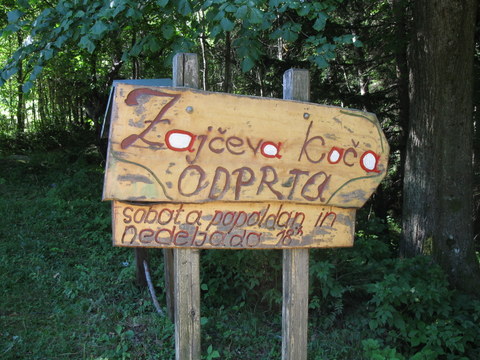 Zajčeva koča
ODPRTA
sobota popoldan in
nedelja do 18h